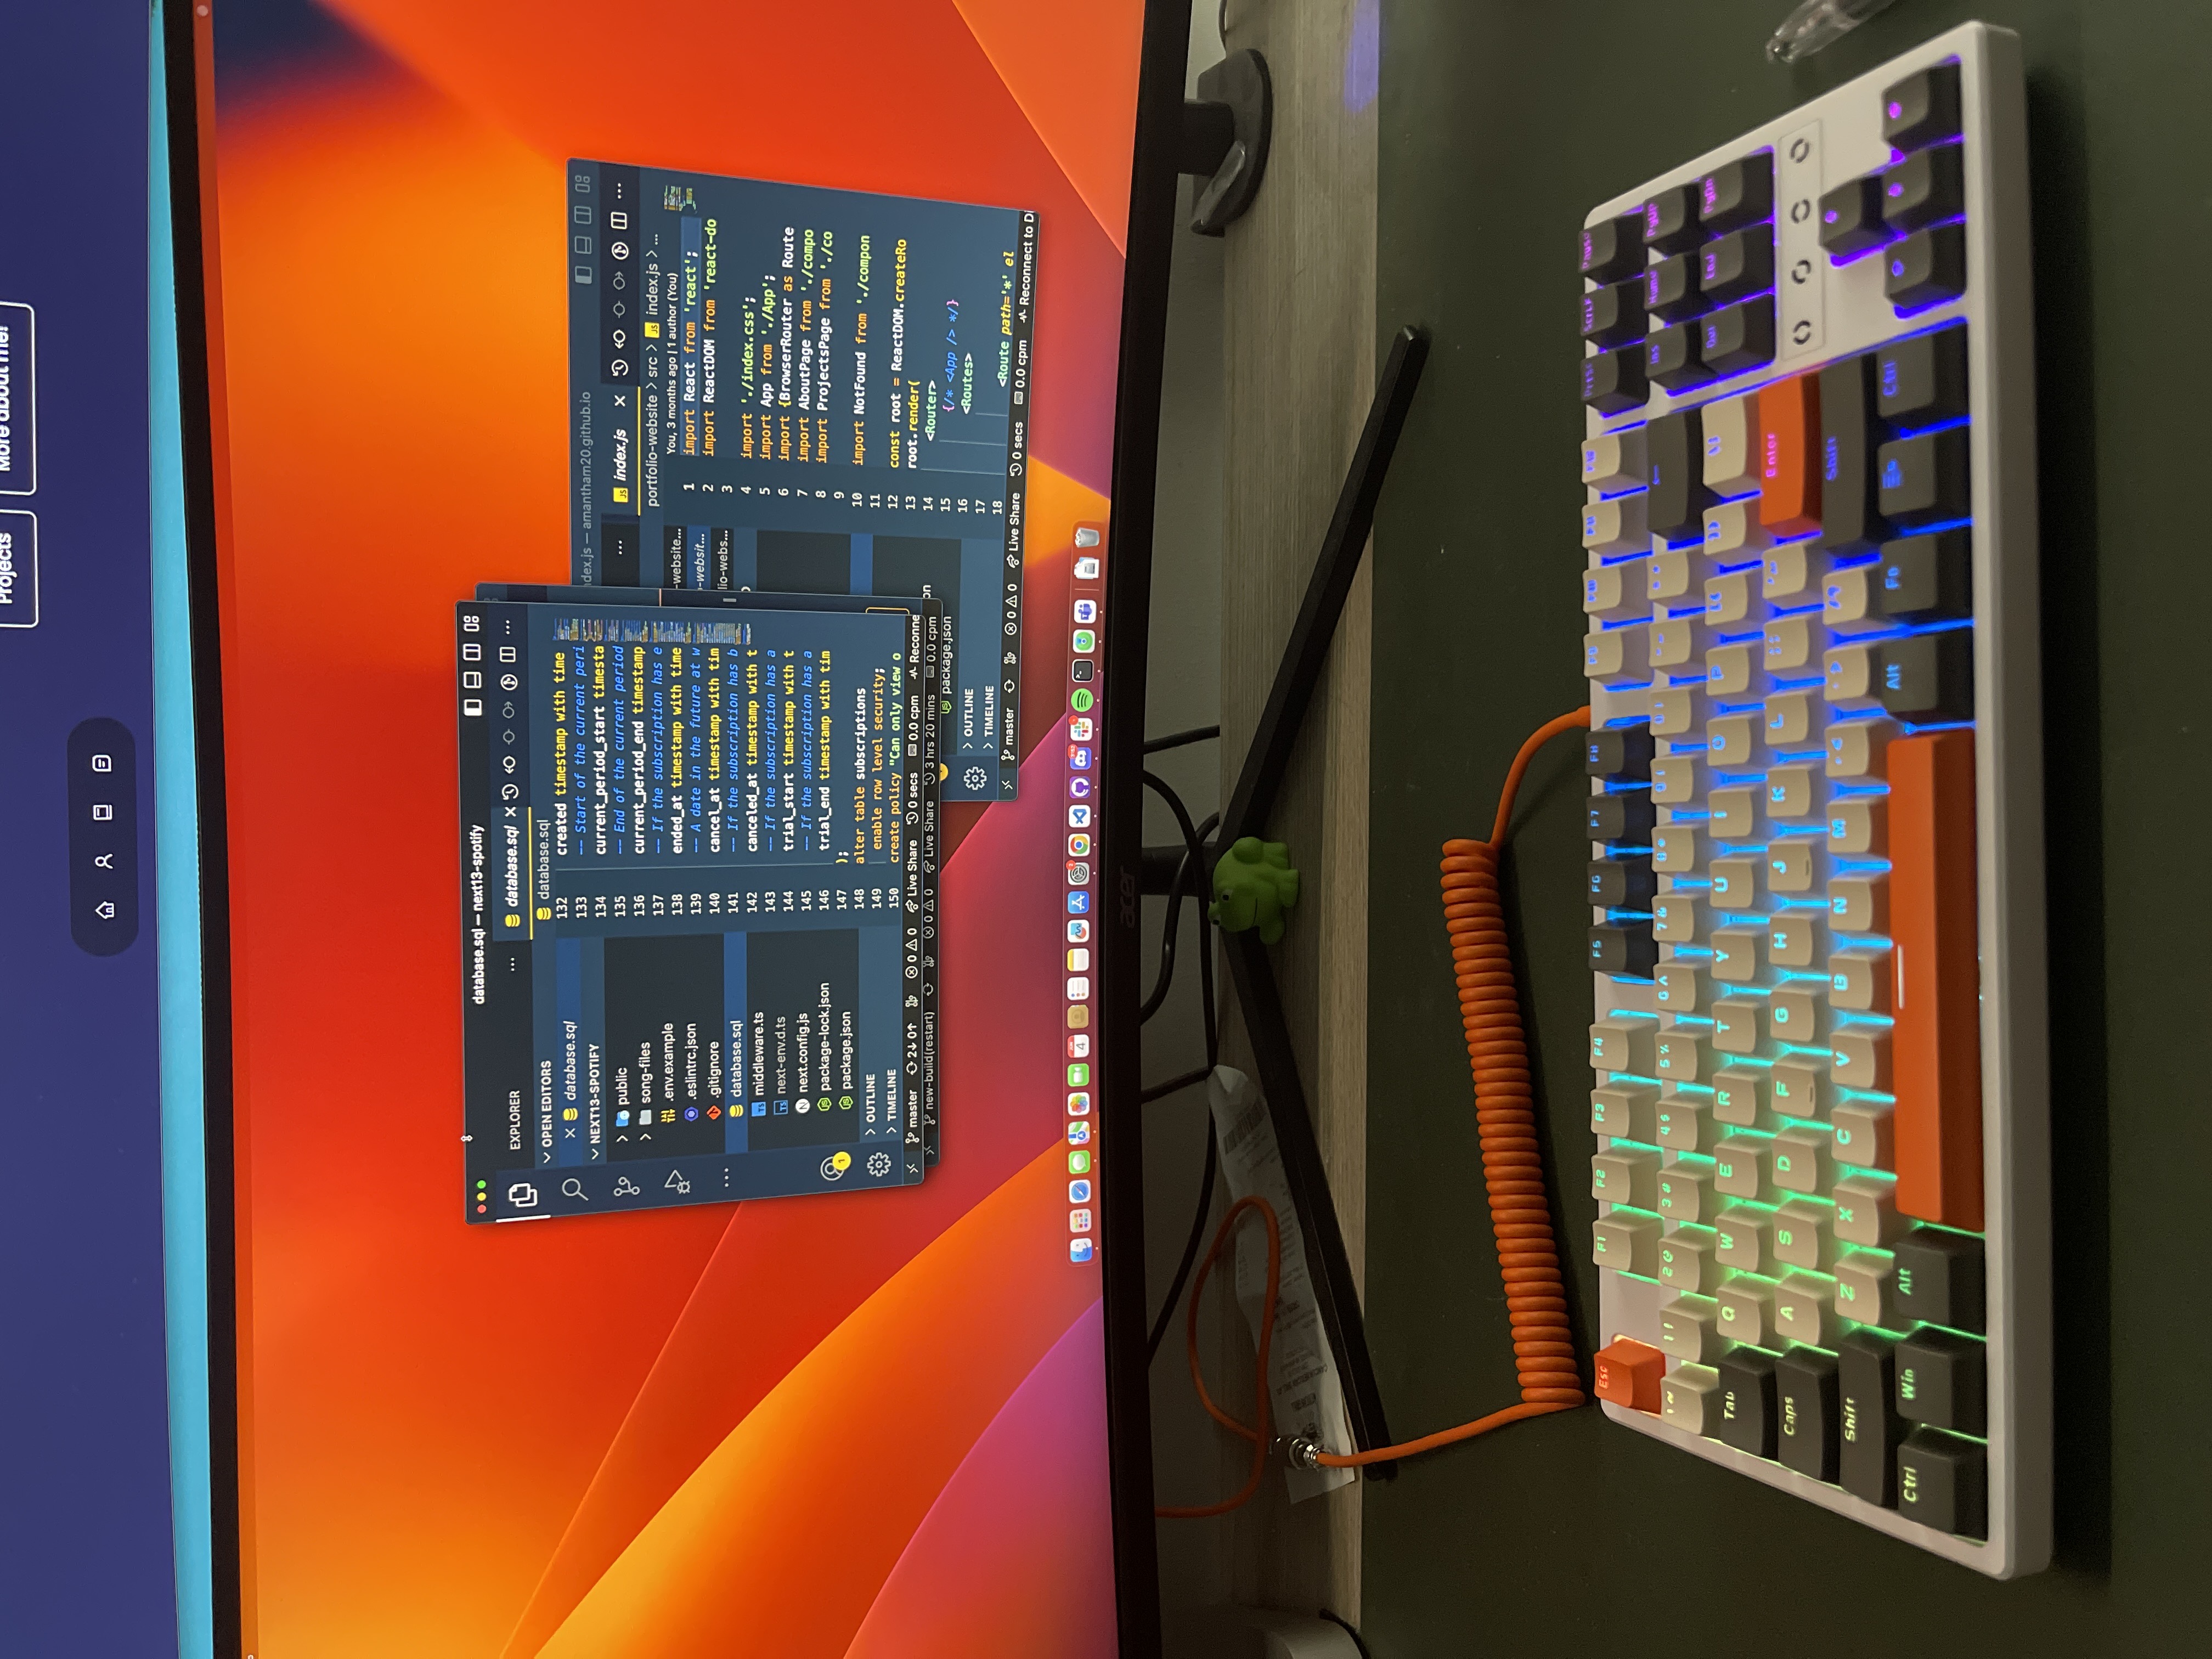 Projects
More about me!
database.sql — next13-spotify
EXPLORER
database.sql
OPEN EDITORS
database.sql
NEXT13-SPOTIFY
public
song-files
.env.example
.eslintrc.json
.gitignore
database.sql
middleware.ts
next-env.d.ts
next.config.js
package-lock.json
package.json
OUTLINE
TIMELINE
database.sql
132 created timestamp with time
133 -- Start of the current peri
134 current_period_start timesta
135 -- End of the current period
136 current_period_end timestamp
137 -- If the subscription has e
138 ended_at timestamp with time
139 -- A date in the future at w
140 cancel_at timestamp with tim
141 -- If the subscription has b
142 canceled_at timestamp with t
143 -- If the subscription has a
144 trial_start timestamp with t
145 -- If the subscription has a
146 trial_end timestamp with tim
147 );
148 alter table subscriptions
149 enable row level security;
150 create policy "Can only view o
1
master 2↓ 0↑ 0 0 Live Share 0 secs 0.0 cpm Reconne
new-build(restart) 0 0 Live Share 3 hrs 20 mins 0.0 cpm
ndex.js — amantham20.github.io
index.js
-website...
-websit...
lio-webs...
portfolio-website > src > index.js > ...
You, 3 months ago | 1 author (You)
1 import React from 'react';
2 import ReactDOM from 'react-do
3
4 import './index.css';
5 import App from './App';
6 import {BrowserRouter as Route
7 import AboutPage from './compo
8 import ProjectsPage from './co
9
10 import NotFound from './compon
11
12 const root = ReactDOM.createRo
13 root.render(
14 <Router>
15 {/* <App /> */}
16 <Routes>
17
18 <Route path='*' el
on
package.json
OUTLINE
TIMELINE
master 0 0 Live Share 0 secs 0.0 cpm Reconnect to Di
4
acer
Esc F1 F2 F3 F4 F5 F6 F7 F8 PrtSc ScrLk Pause
2@ 3# 4$ 5% 6^ 7& Ins Home PgUp
Tab Q W E R T Y U I O P Del End PgDn
Caps A S D F G H J K L Enter
Shift Z X C V B N M Shift
Ctrl Win Alt Alt Fn Ctrl